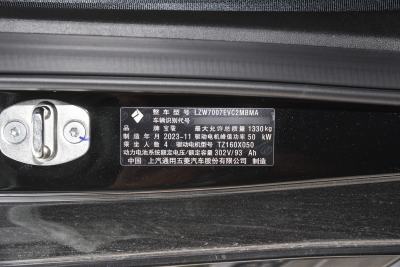 整车型号 LZW7007EVC2MBMA
车辆识别代号
品牌 宝骏 最大允许总质量 1330kg
制造年月 2023-11 驱动电机峰值功率 50 kW
乘坐人数 4 驱动电机型号 TZ160X050
动力电池系统额定电压/额定容量 302V/93 Ah
中国 上汽通用五菱汽车股份有限公司 制造